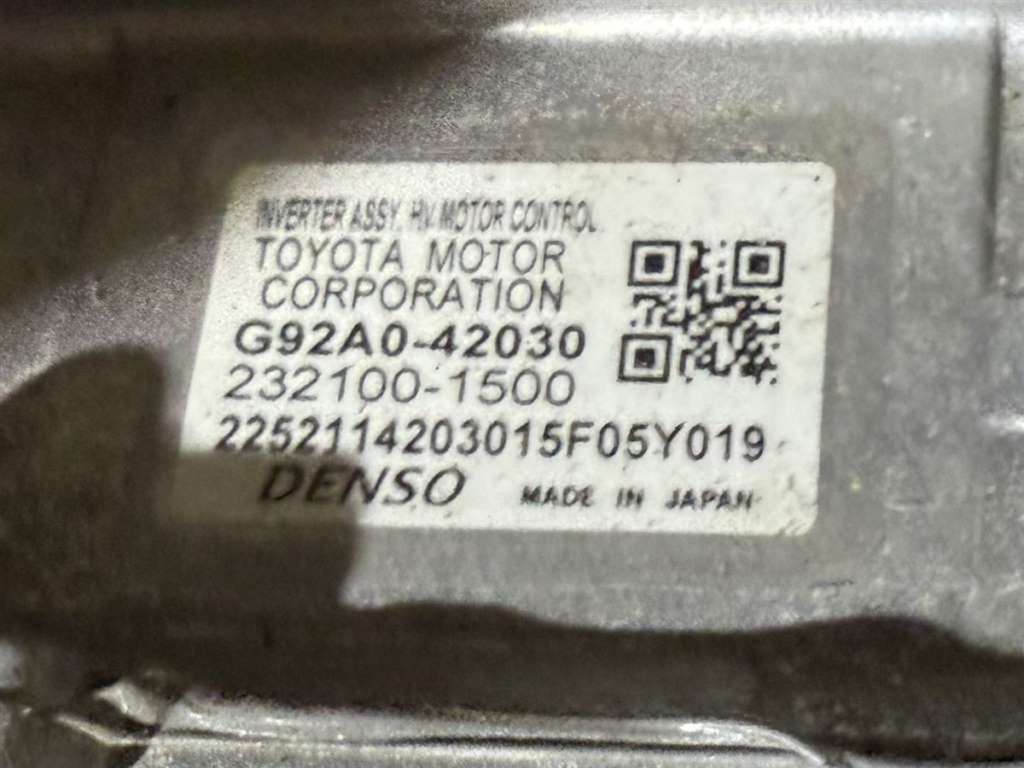 INVERTER ASSY, HV MOTOR CONTROL
TOYOTA MOTOR
CORPORATION
G92A0-42030
232100-1500
2252114203015F05Y019
DENSO MADE IN JAPAN